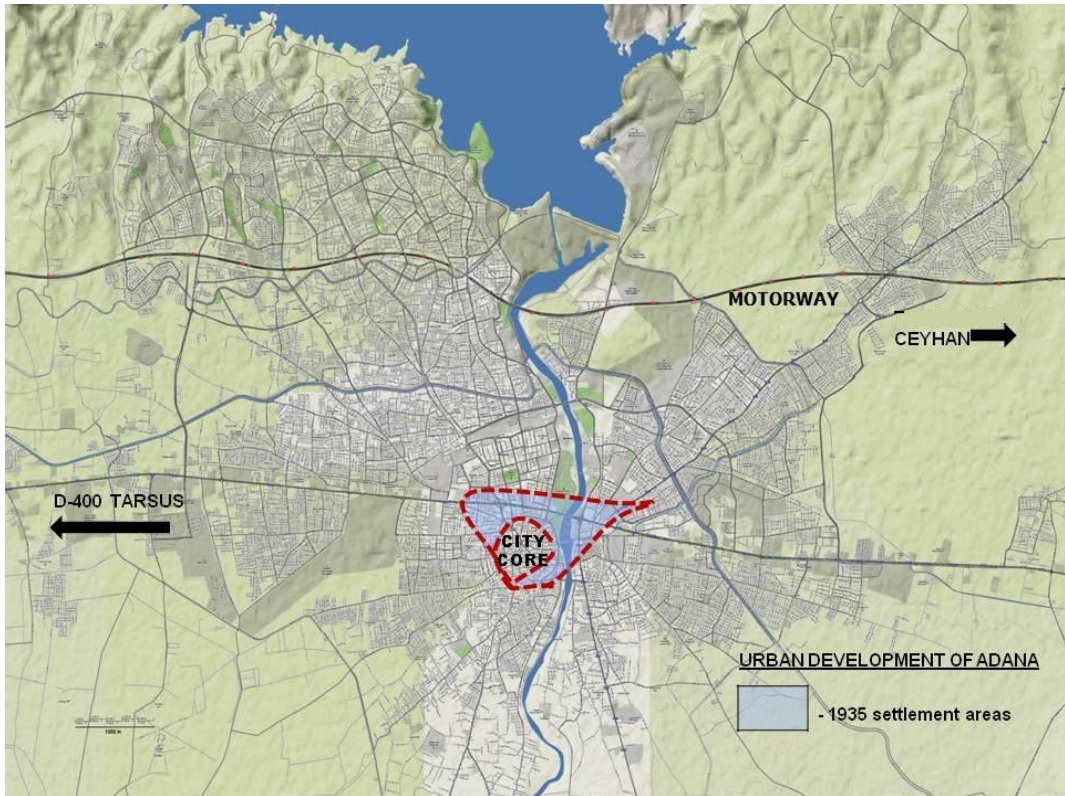 MOTORWAY
CEYHAN
D-400 TARSUS
CITY
CORE
URBAN DEVELOPMENT OF ADANA
- 1935 settlement areas